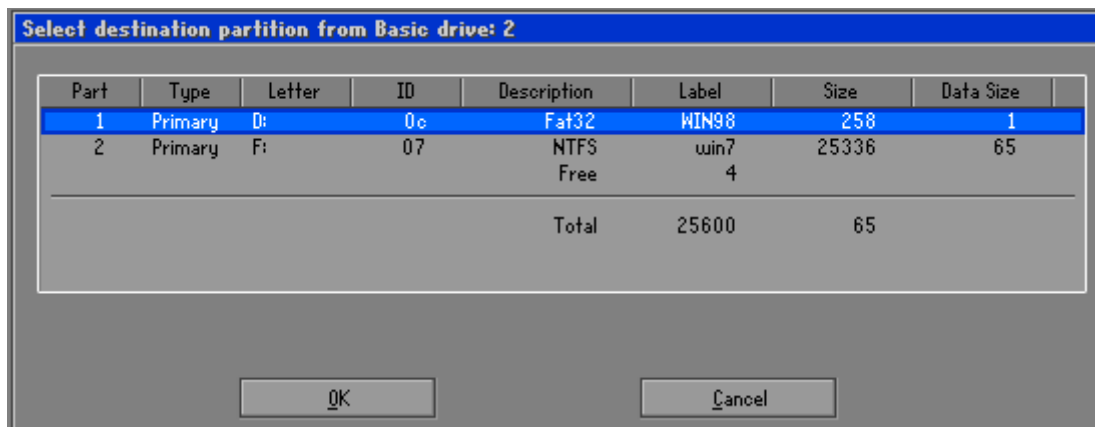 Select destination partition from Basic drive: 2
Part Type Letter ID Description Label Size Data Size
1 Primary D: 0c Fat32 WIN98 258 1
2 Primary F: 07 NTFS win7 25336 65
Free 4
Total 25600 65
OK Cancel